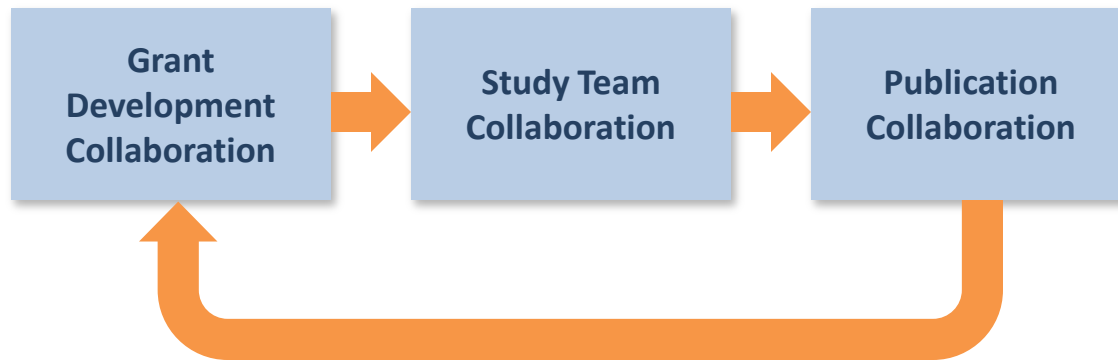 Grant
Development
Collaboration
Study Team
Collaboration
Publication
Collaboration